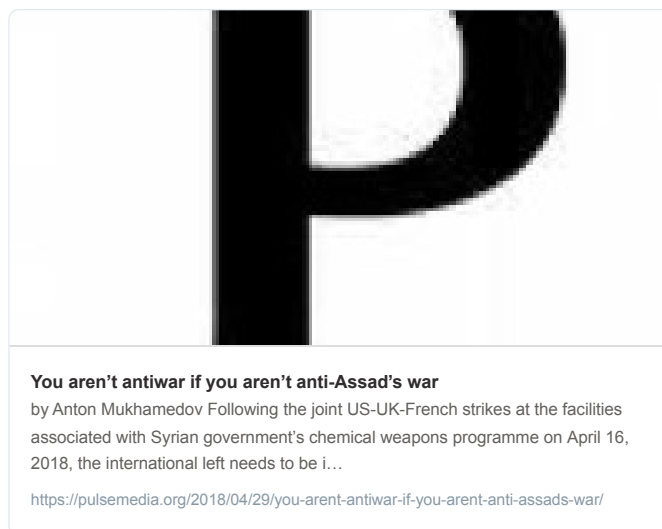 P
You aren’t antiwar if you aren’t anti-Assad’s war
by Anton Mukhamedov Following the joint US-UK-French strikes at the facilities
associated with Syrian government’s chemical weapons programme on April 16,
2018, the international left needs to be i…
https://pulsemedia.org/2018/04/29/you-arent-antiwar-if-you-arent-anti-assads-war/